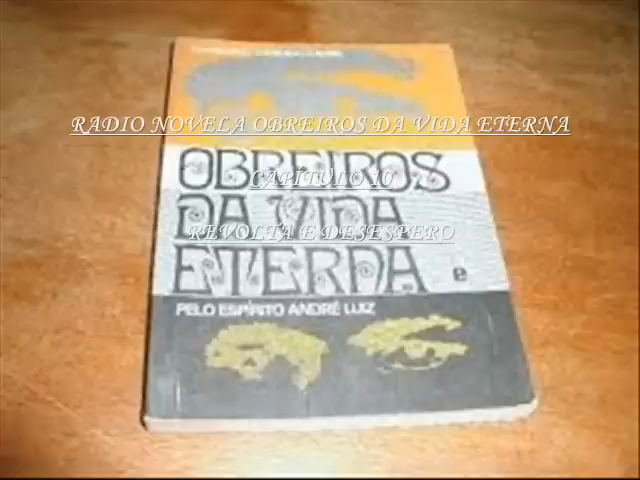 RADIO NOVELA OBREIROS DA VIDA ETERNA
CAPITULO 10
REVOLTA E DESESPERO
OBREIROS
DA VIDA
ETERNA
e
PELO ESPÍRITO ANDRÉ LUIZ